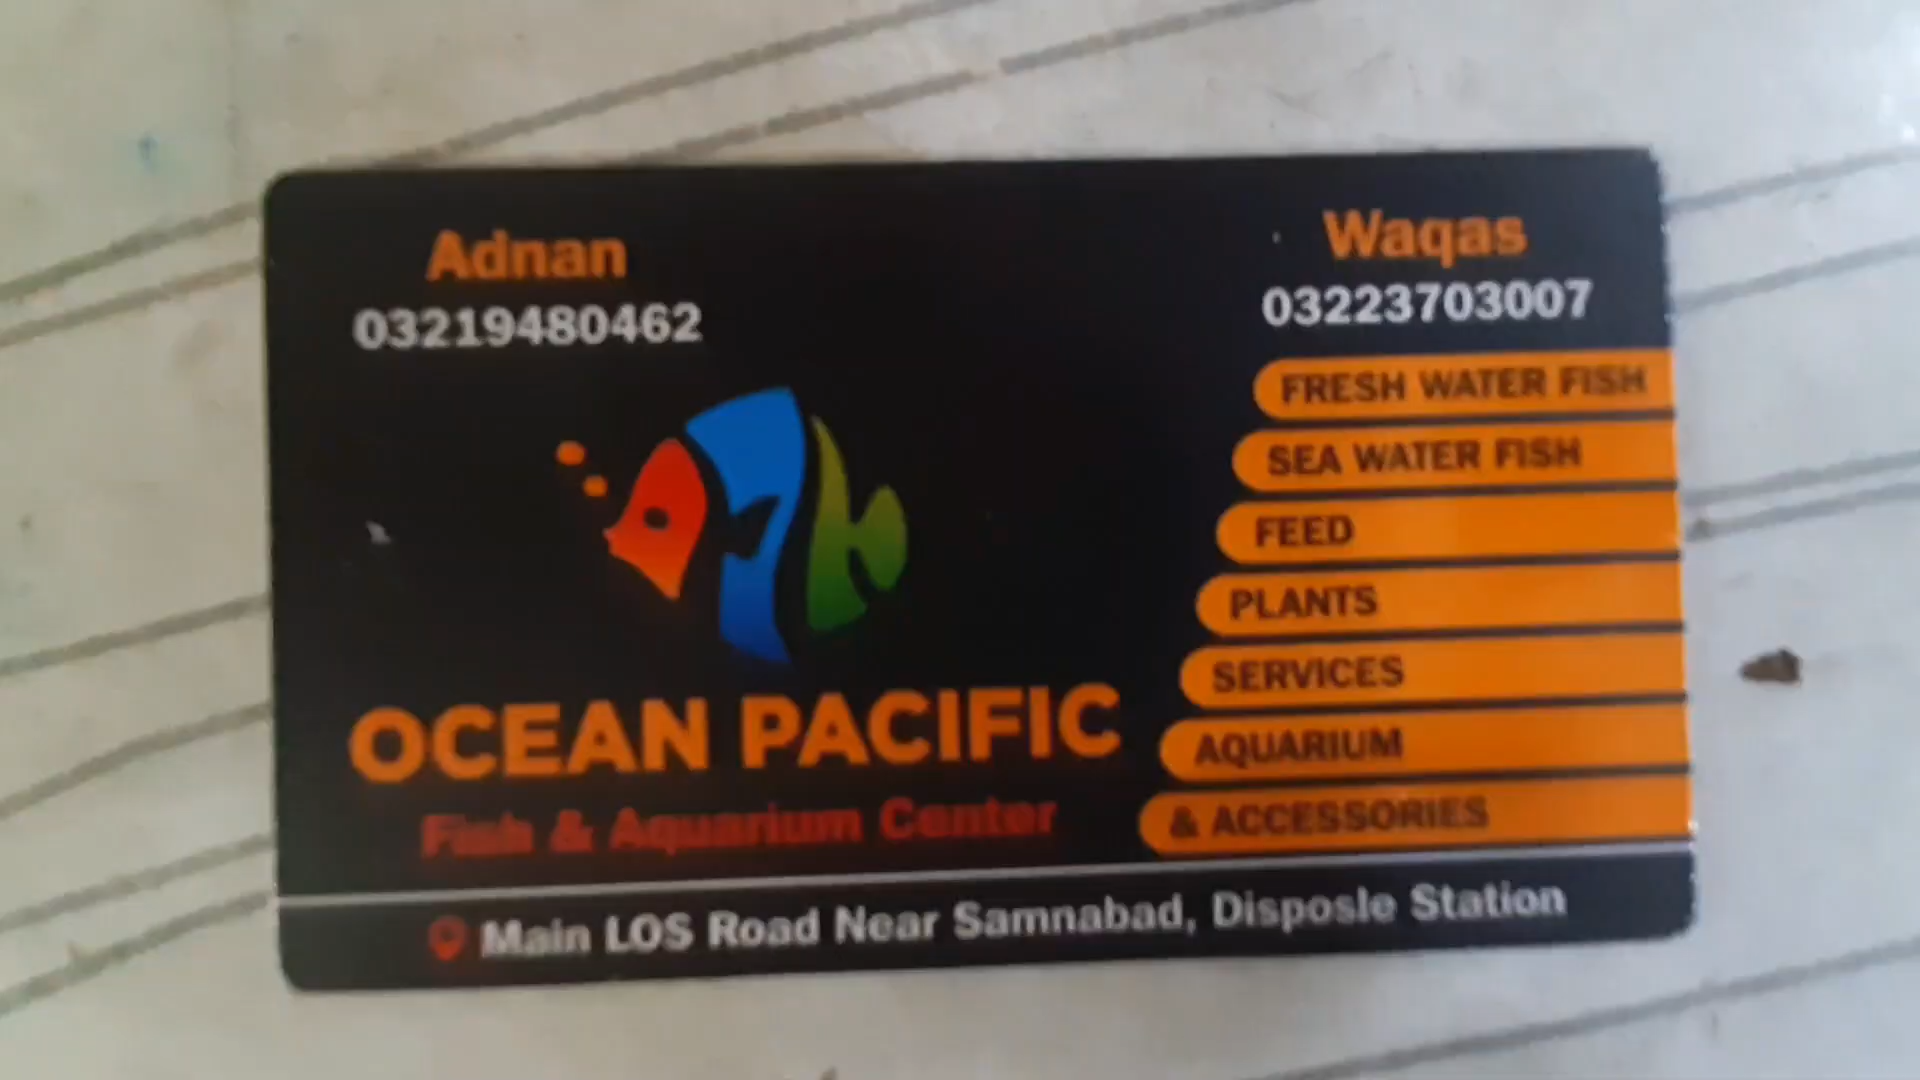 Adnan
03219480462
Waqas
03223703007
FRESH WATER FISH
SEA WATER FISH
FEED
PLANTS
SERVICES
AQUARIUM
& ACCESSORIES
OCEAN PACIFIC
Fish & Aquarium Center
Main LOS Road Near Samnabad, Disposle Station